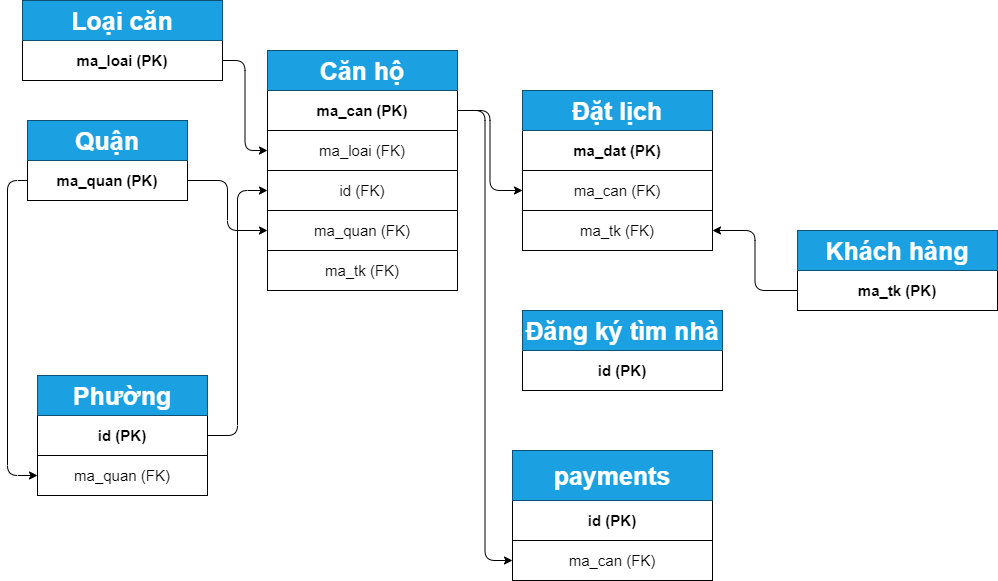 Loại căn
ma_loai (PK)
Quận
ma_quan (PK)
Phường
id (PK)
ma_quan (FK)
Căn hộ
ma_can (PK)
ma_loai (FK)
id (FK)
ma_quan (FK)
ma_tk (FK)
Đặt lịch
ma_dat (PK)
ma_can (FK)
ma_tk (FK)
Khách hàng
ma_tk (PK)
Đăng ký tìm nhà
id (PK)
payments
id (PK)
ma_can (FK)